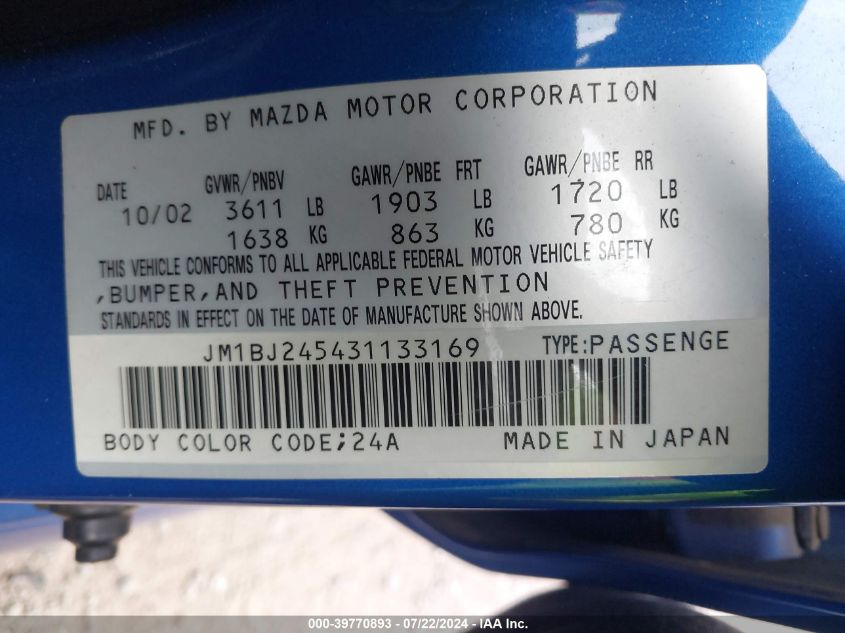 MFD. BY MAZDA MOTOR CORPORATION
DATE GVWR/PNBV GAWR/PNBE FRT GAWR/PNBE RR
10/02 3611 LB 1903 LB 1720 LB
1638 KG 863 KG 780 KG
THIS VEHICLE CONFORMS TO ALL APPLICABLE FEDERAL MOTOR VEHICLE SAFETY
,BUMPER,AND THEFT PREVENTION
STANDARDS IN EFFECT ON THE DATE OF MANUFACTURE SHOWN ABOVE.
JM1BJ245431133169 TYPE:PASSENGE
BODY COLOR CODE;24A MADE IN JAPAN
000-39770893 - 07/22/2024 - IAA Inc.